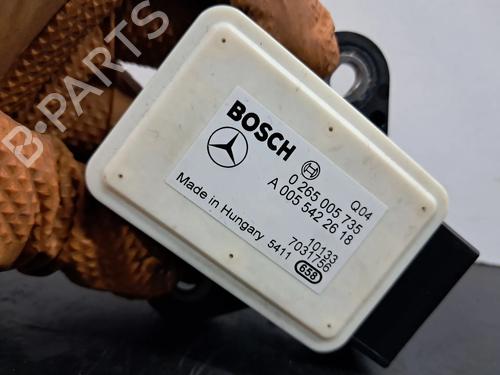 B-PARTS
BOSCH
Q04
0 265 005 735
A 005 542 26 18
10133
7031756
Made in Hungary 5411
658